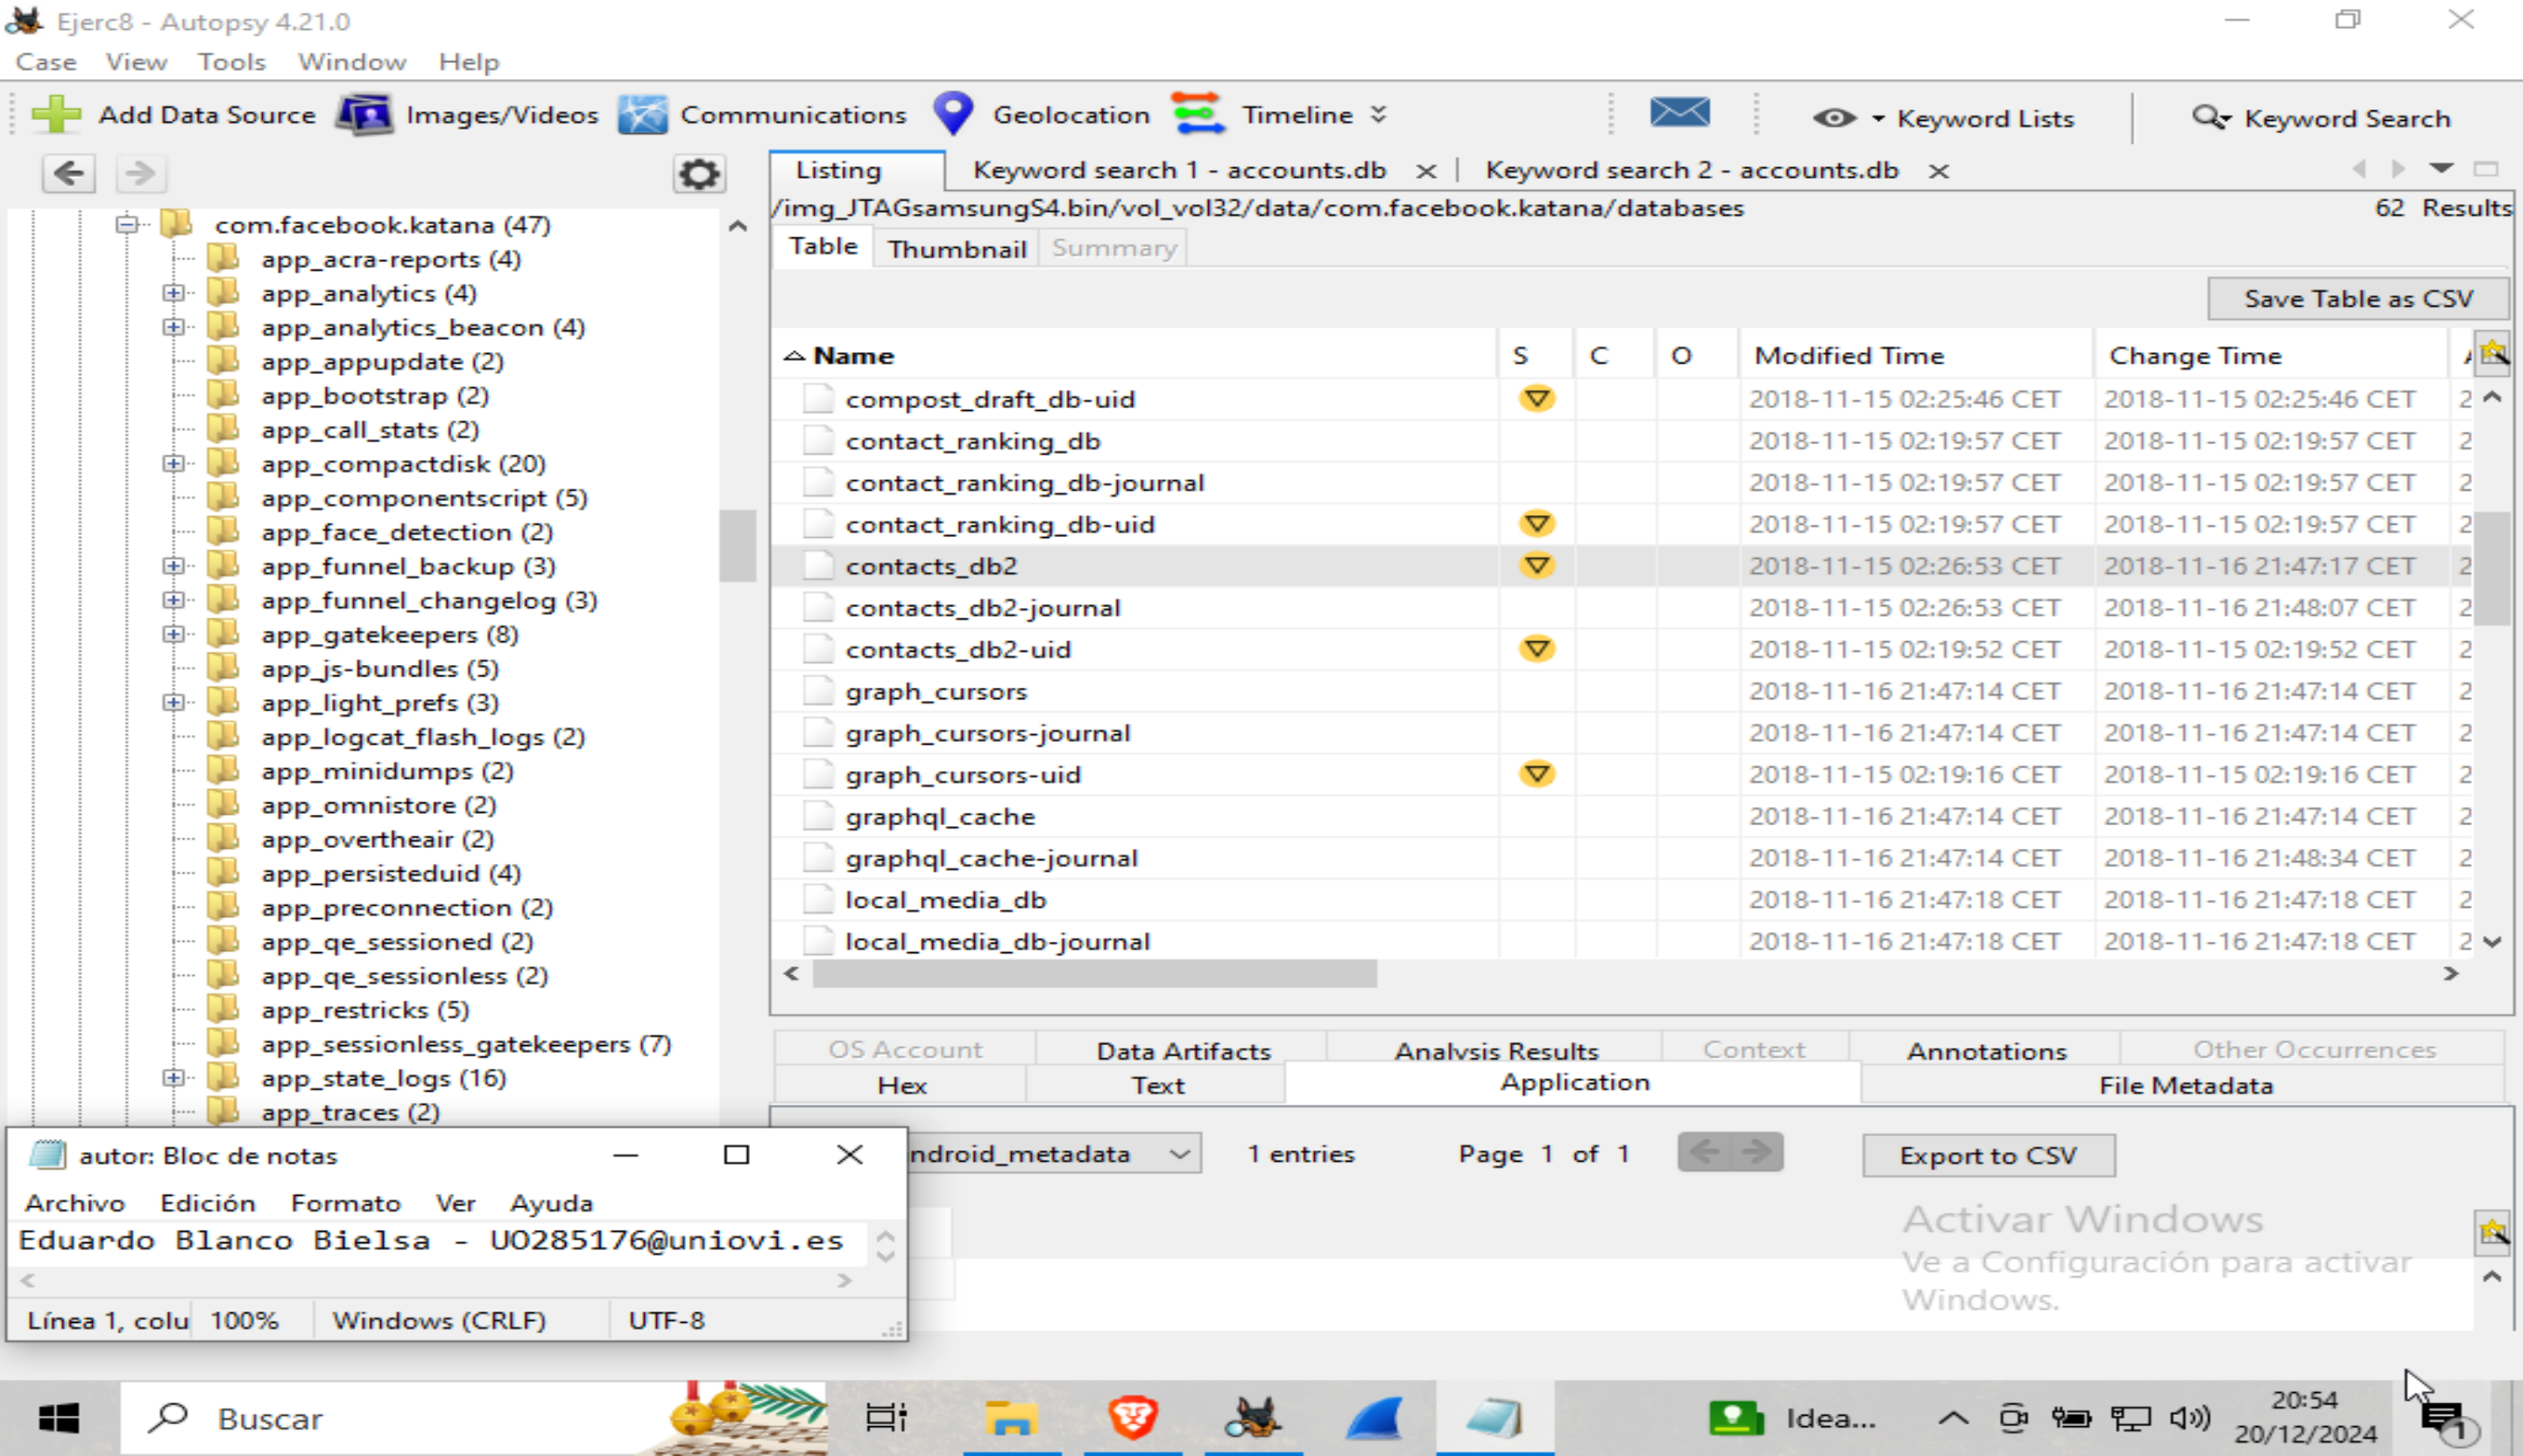 Ejerc8 - Autopsy 4.21.0
Case View Tools Window Help
Add Data Source Images/Videos Communications Geolocation Timeline Keyword Lists Keyword Search
Listing Keyword search 1 - accounts.db Keyword search 2 - accounts.db
/img_JTAGsamsungS4.bin/vol_vol32/data/com.facebook.katana/databases 62 Results
Table Thumbnail Summary
Save Table as CSV
com.facebook.katana (47)
app_acra-reports (4)
app_analytics (4)
app_analytics_beacon (4)
app_appupdate (2)
app_bootstrap (2)
app_call_stats (2)
app_compactdisk (20)
app_componentscript (5)
app_face_detection (2)
app_funnel_backup (3)
app_funnel_changelog (3)
app_gatekeepers (8)
app_js-bundles (5)
app_light_prefs (3)
app_logcat_flash_logs (2)
app_minidumps (2)
app_omnistore (2)
app_overtheair (2)
app_persisteduid (4)
app_preconnection (2)
app_qe_sessioned (2)
app_qe_sessionless (2)
app_restricks (5)
app_sessionless_gatekeepers (7)
app_state_logs (16)
app_traces (2)
Name S C O Modified Time Change Time
compost_draft_db-uid 2018-11-15 02:25:46 CET 2018-11-15 02:25:46 CET 2
contact_ranking_db 2018-11-15 02:19:57 CET 2018-11-15 02:19:57 CET 2
contact_ranking_db-journal 2018-11-15 02:19:57 CET 2018-11-15 02:19:57 CET 2
contact_ranking_db-uid 2018-11-15 02:19:57 CET 2018-11-15 02:19:57 CET 2
contacts_db2 2018-11-15 02:26:53 CET 2018-11-16 21:47:17 CET 2
contacts_db2-journal 2018-11-15 02:26:53 CET 2018-11-16 21:48:07 CET 2
contacts_db2-uid 2018-11-15 02:19:52 CET 2018-11-15 02:19:52 CET 2
graph_cursors 2018-11-16 21:47:14 CET 2018-11-16 21:47:14 CET 2
graph_cursors-journal 2018-11-16 21:47:14 CET 2018-11-16 21:47:14 CET 2
graph_cursors-uid 2018-11-15 02:19:16 CET 2018-11-15 02:19:16 CET 2
graphql_cache 2018-11-16 21:47:14 CET 2018-11-16 21:47:14 CET 2
graphql_cache-journal 2018-11-16 21:47:14 CET 2018-11-16 21:48:34 CET 2
local_media_db 2018-11-16 21:47:18 CET 2018-11-16 21:47:18 CET 2
local_media_db-journal 2018-11-16 21:47:18 CET 2018-11-16 21:47:18 CET 2
OS Account Data Artifacts Analysis Results Context Annotations Other Occurrences
Hex Text Application File Metadata
ndroid_metadata 1 entries Page 1 of 1 Export to CSV
Activar Windows
Ve a Configuración para activar
Windows.
autor: Bloc de notas
Archivo Edición Formato Ver Ayuda
Eduardo Blanco Bielsa - UO285176@uniovi.es
Línea 1, colu 100% Windows (CRLF) UTF-8
Buscar Idea... 20:54
20/12/2024 1